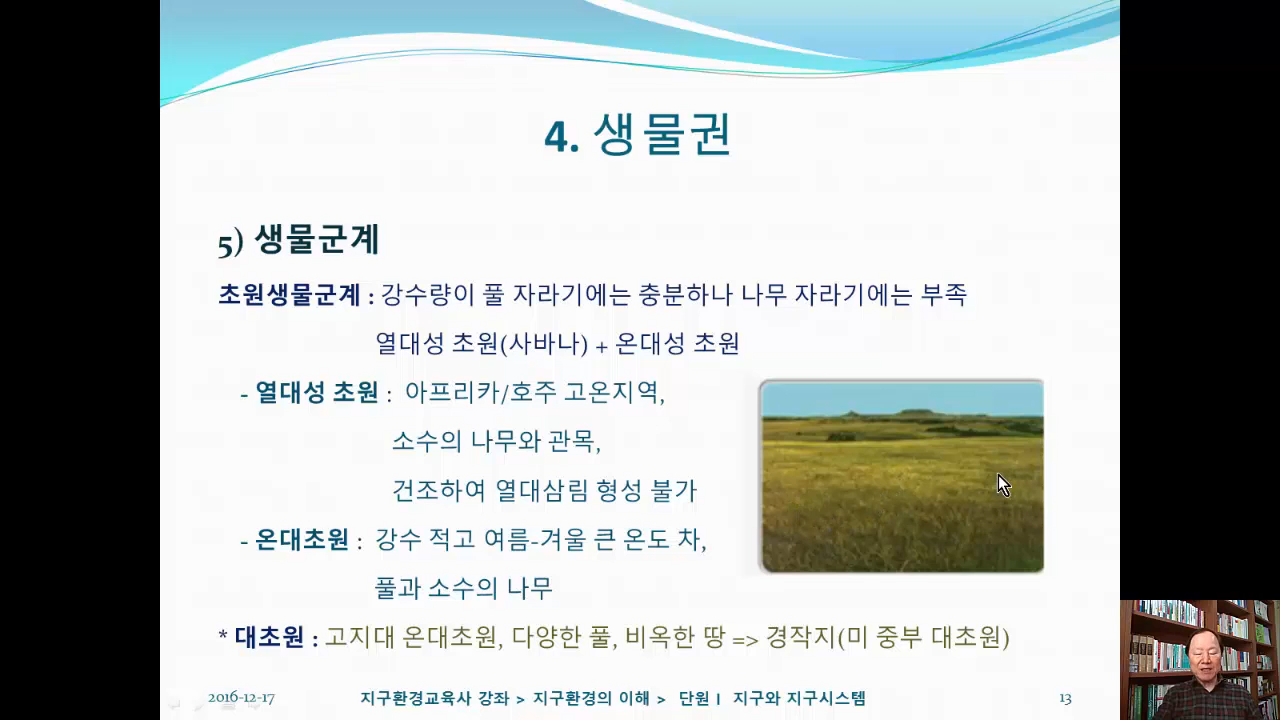 4. 생물권
5) 생물군계
초원생물군계 : 강수량이 풀 자라기에는 충분하나 나무 자라기에는 부족
열대성 초원(사바나) + 온대성 초원
- 열대성 초원 : 아프리카/호주 고온지역,
소수의 나무와 관목,
건조하여 열대삼림 형성 불가
- 온대초원 : 강수 적고 여름-겨울 큰 온도 차,
풀과 소수의 나무
* 대초원 : 고지대 온대초원, 다양한 풀, 비옥한 땅 => 경작지(미 중부 대초원)
2016-12-17 지구환경교육사 강좌 > 지구환경의 이해 > 단원 I 지구와 지구시스템 13